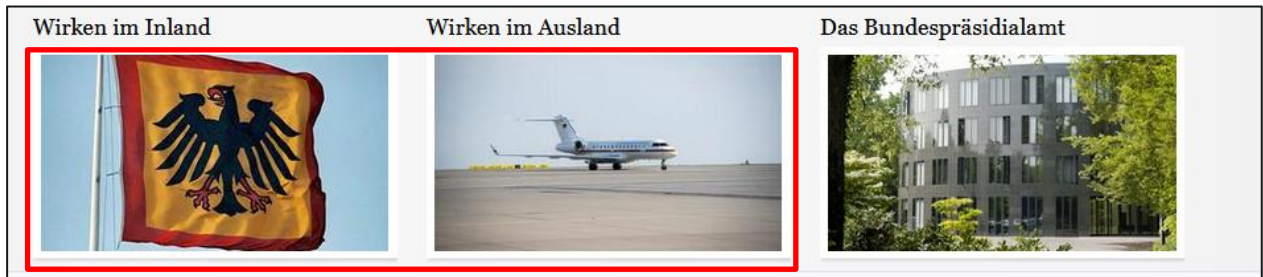 Wirken im Inland
Wirken im Ausland
Das Bundespräsidialamt